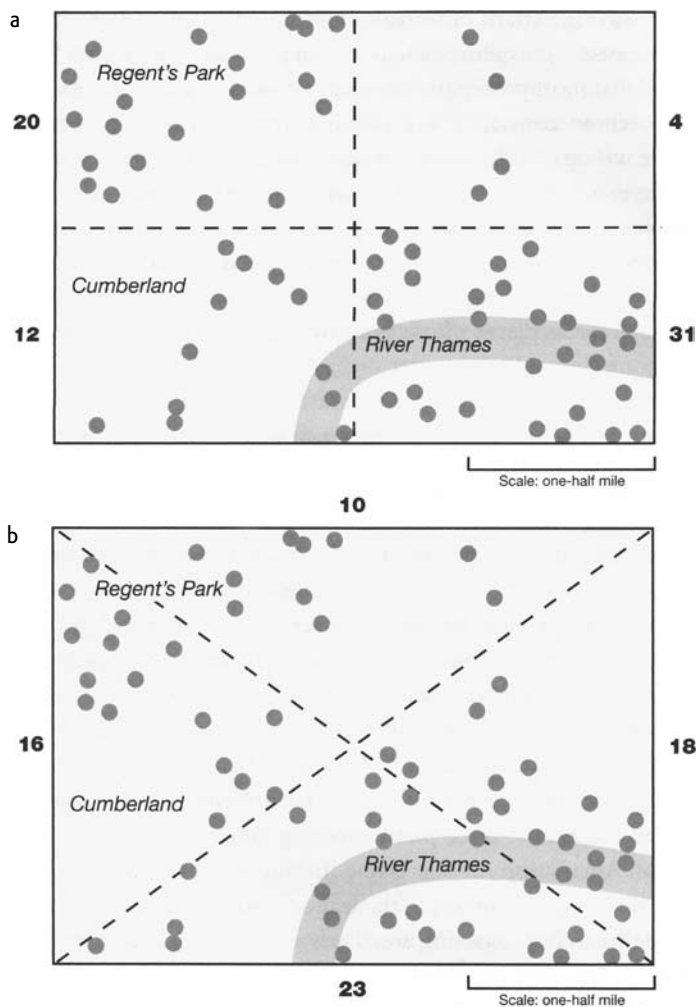 a
Regent's Park
20
4
Cumberland
12
River Thames
31
Scale: one-half mile
10
b
Regent's Park
16
18
Cumberland
River Thames
23
Scale: one-half mile